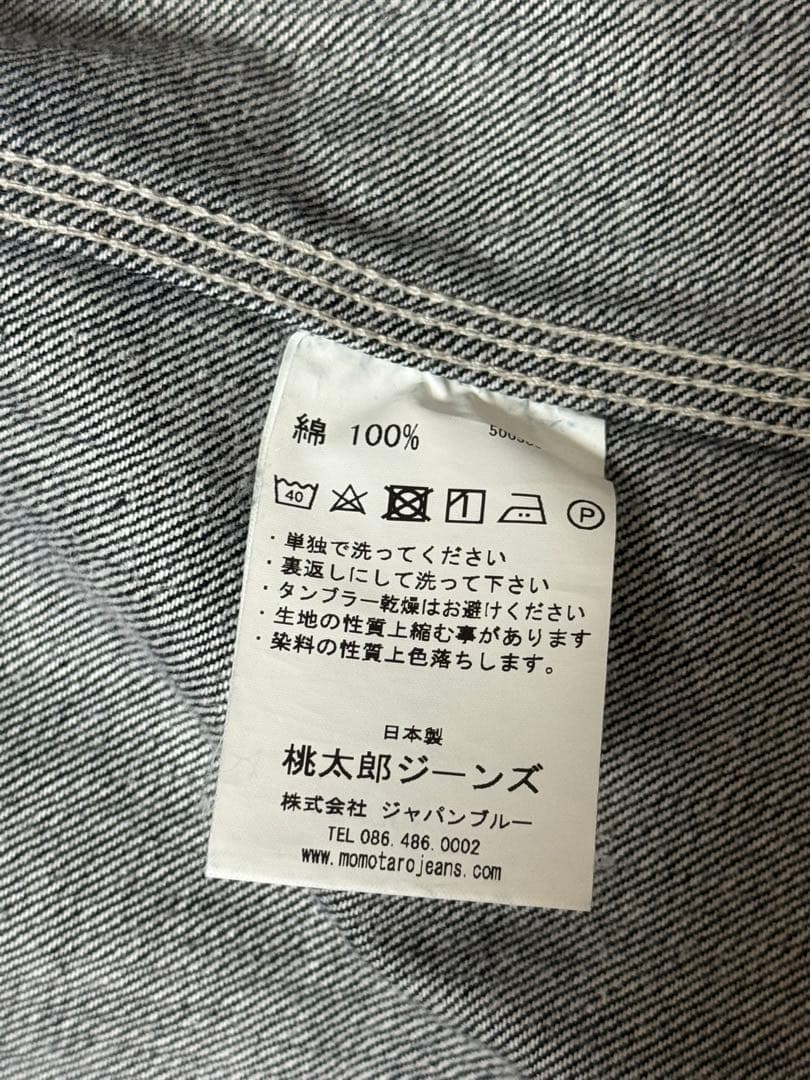 綿 100%
40
P
・単独で洗ってください
・裏返しにして洗って下さい
・タンブラー乾燥はお避けください
・生地の性質上縮む事があります
・染料の性質上色落ちします。
日本製
桃太郎ジーンズ
株式会社 ジャパンブルー
TEL 086.486.0002
www.momotarojeans.com